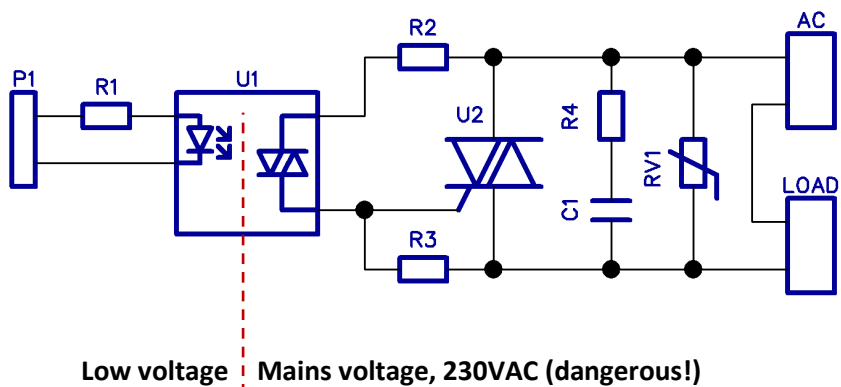 AC
R2
P1
R1
U1
U2
R4
RV1
C1
LOAD
R3
Low voltage Mains voltage, 230VAC (dangerous!)